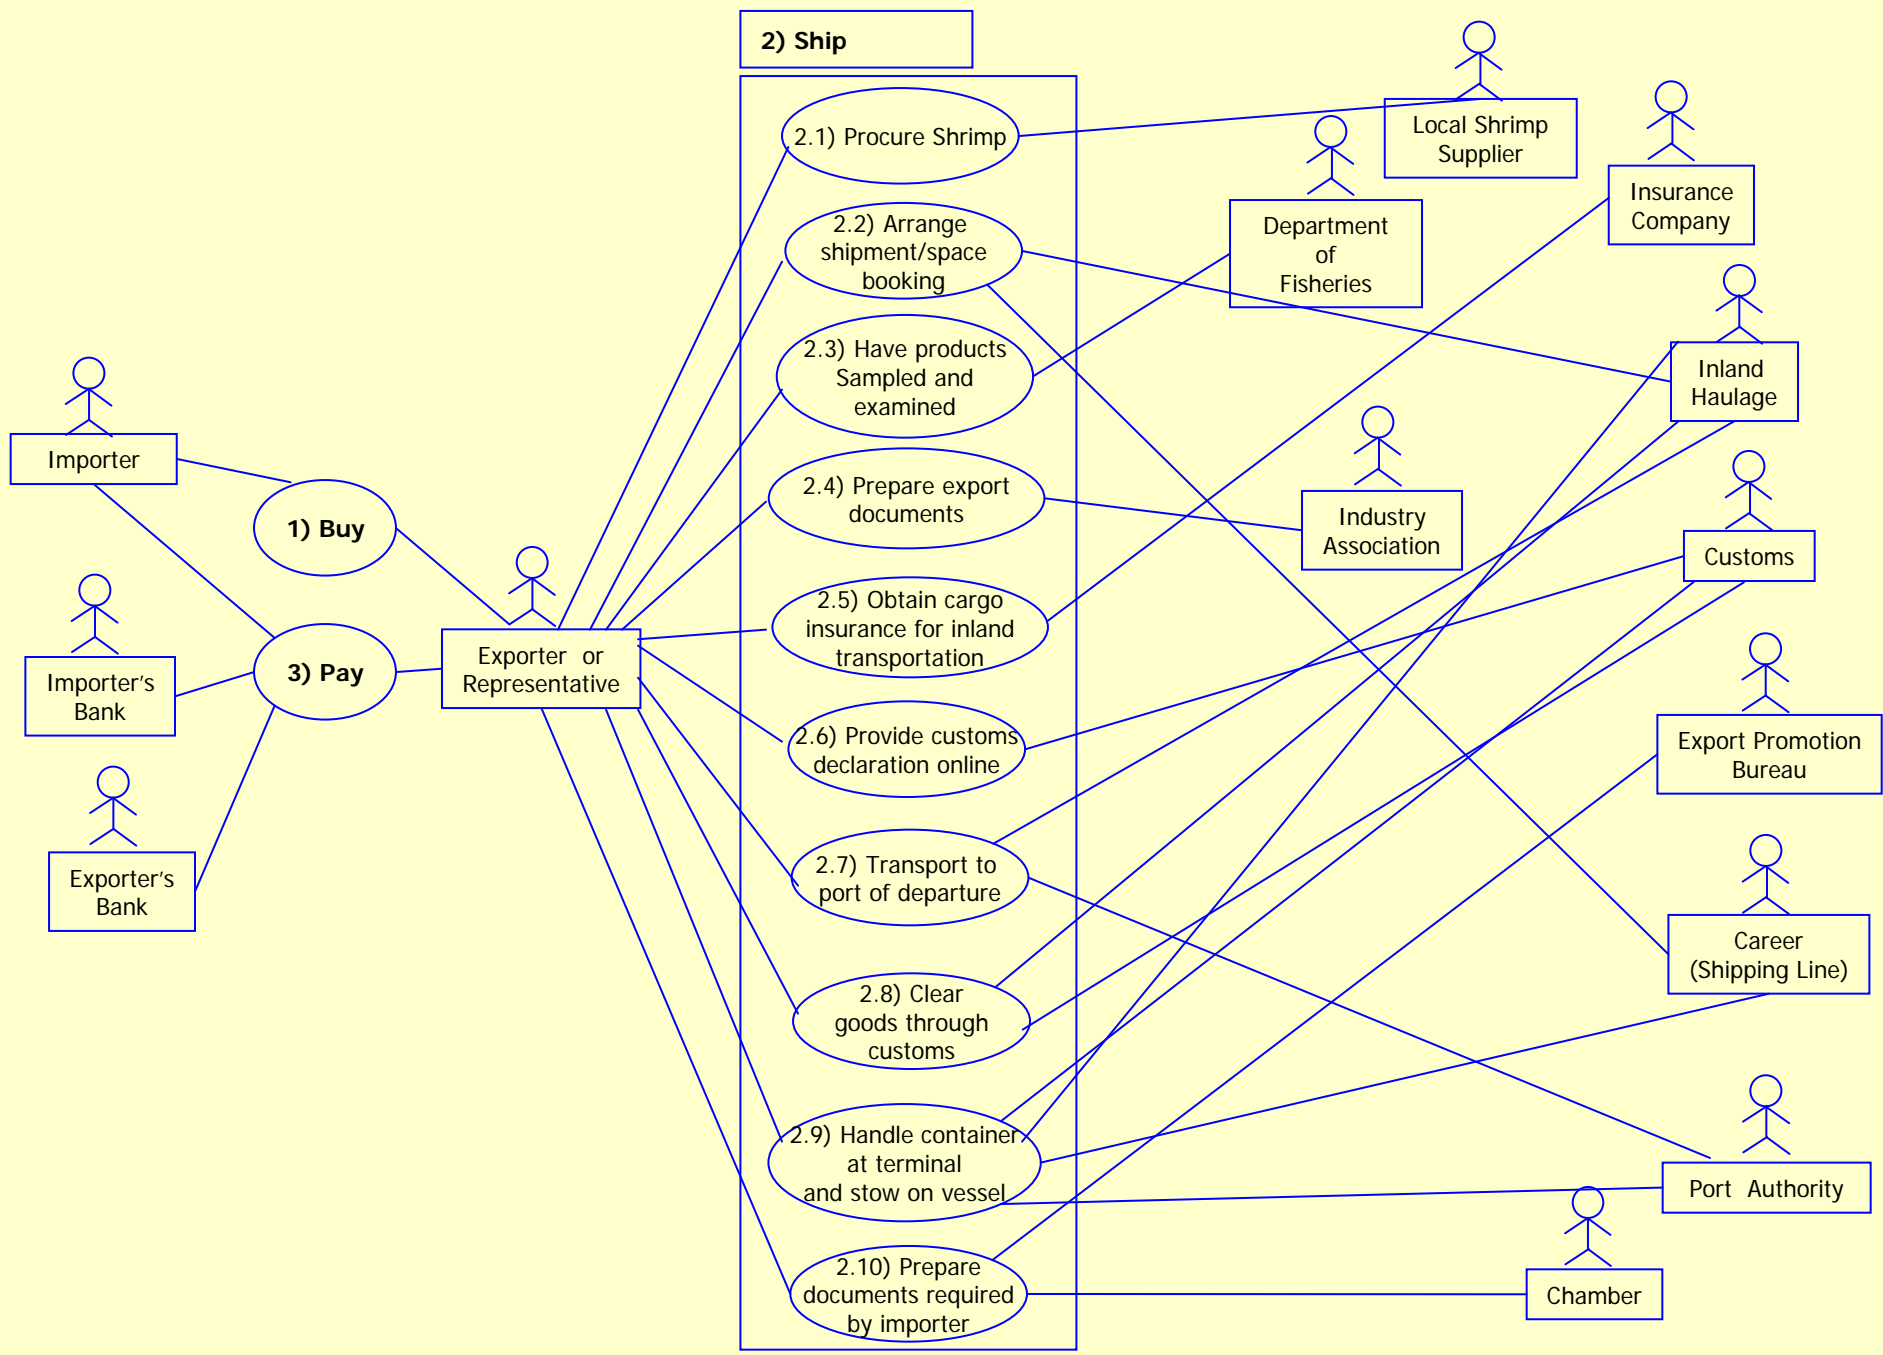 2) Ship
2.1) Procure Shrimp
2.2) Arrange
shipment/space
booking
2.3) Have products
Sampled and
examined
2.4) Prepare export
documents
2.5) Obtain cargo
insurance for inland
transportation
2.6) Provide customs
declaration online
2.7) Transport to
port of departure
2.8) Clear
goods through
customs
2.9) Handle container
at terminal
and stow on vessel
2.10) Prepare
documents required
by importer
Importer
1) Buy
Importer's
Bank
3) Pay
Exporter's
Bank
Exporter or
Representative
Local Shrimp
Supplier
Insurance
Company
Department
of
Fisheries
Inland
Haulage
Industry
Association
Customs
Export Promotion
Bureau
Career
(Shipping Line)
Port Authority
Chamber